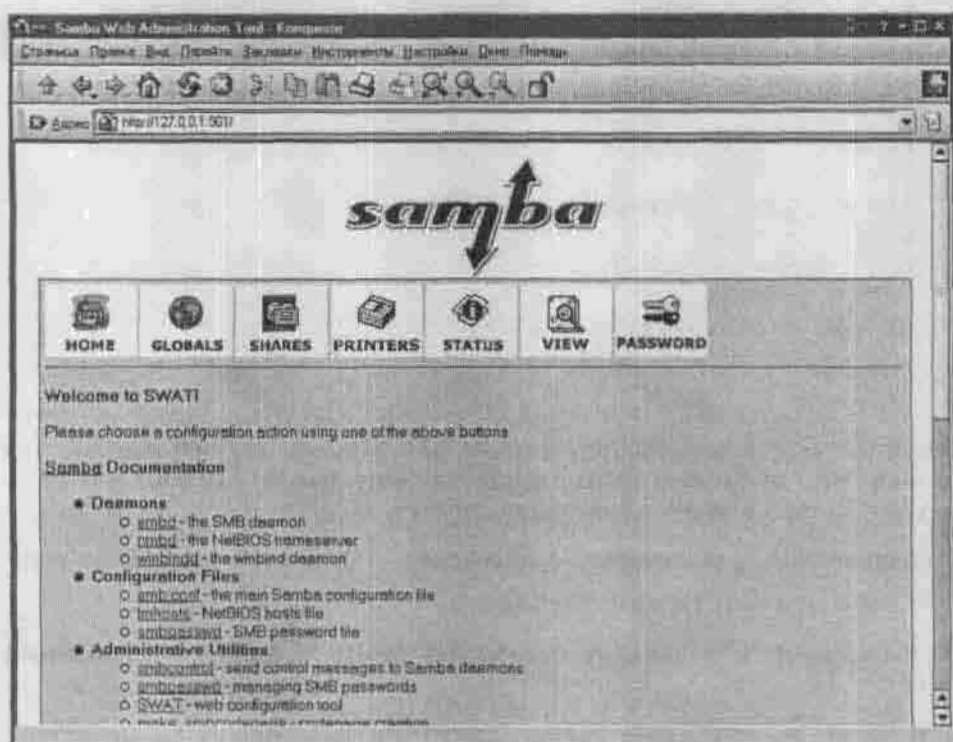 Samba Web Administration Tool - Konqueror
Страница Правка Вид Перейти Закладки Инструменты Настройки Окно Помощь
Адрес http://127.0.0.1:901/
samba
HOME GLOBALS SHARES PRINTERS STATUS VIEW PASSWORD
Welcome to SWAT!
Please choose a configuration action using one of the above buttons
Samba Documentation
Daemons
smbd - the SMB daemon
nmbd - the NetBIOS nameserver
winbindd - the winbind daemon
Configuration Files
smb.conf - the main Samba configuration file
lmhosts - NetBIOS hosts file
smbpasswd - SMB password file
Administrative Utilities
smbcontrol - send control messages to Samba daemons
smbpasswd - managing SMB passwords
SWAT - web configuration tool